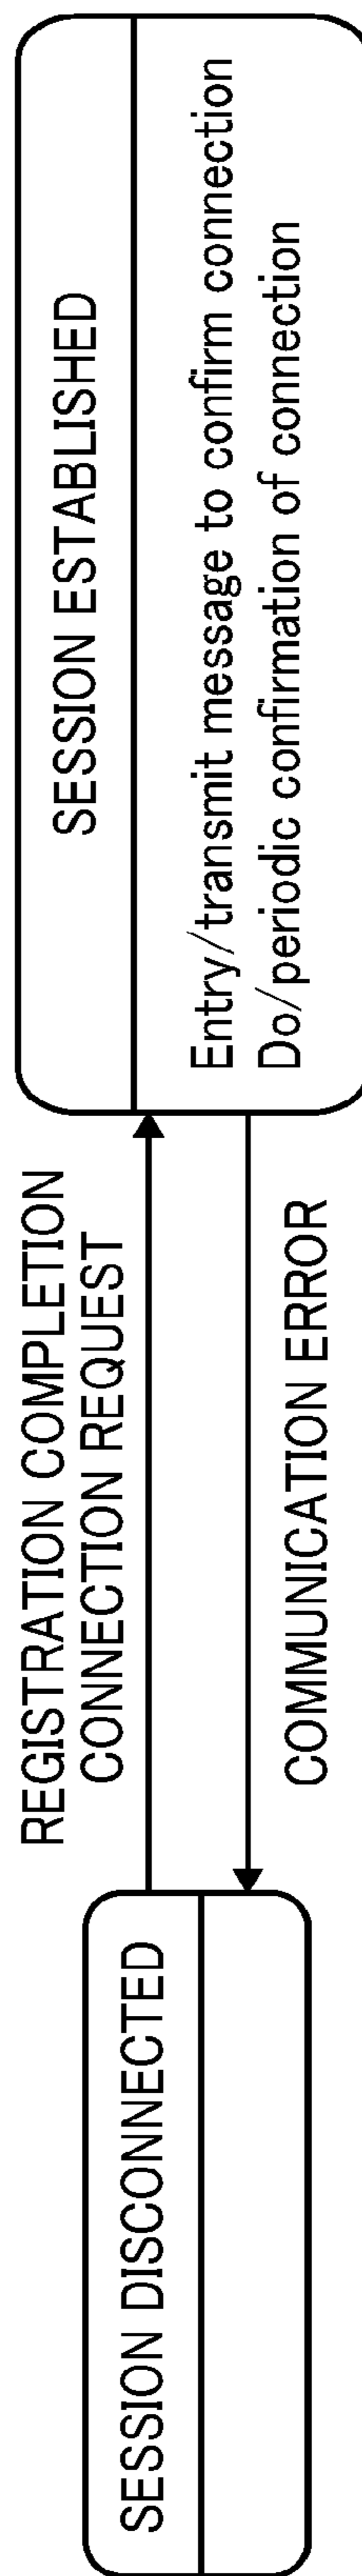 SESSION DISCONNECTED
REGISTRATION COMPLETION
CONNECTION REQUEST
COMMUNICATION ERROR
SESSION ESTABLISHED
Entry/transmit message to confirm connection
Do/periodic confirmation of connection